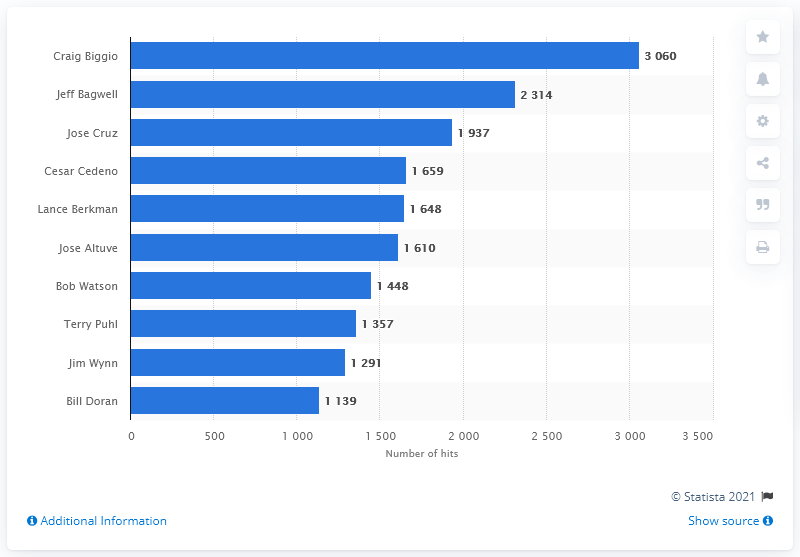 Craig Biggio 3 060
Jeff Bagwell 2 314
Jose Cruz 1 937
Cesar Cedeno 1 659
Lance Berkman 1 648
Jose Altuve 1 610
Bob Watson 1 448
Terry Puhl 1 357
Jim Wynn 1 291
Bill Doran 1 139
0 500 1 000 1 500 2 000 2 500 3 000 3 500
Number of hits
© Statista 2021
Additional Information Show source